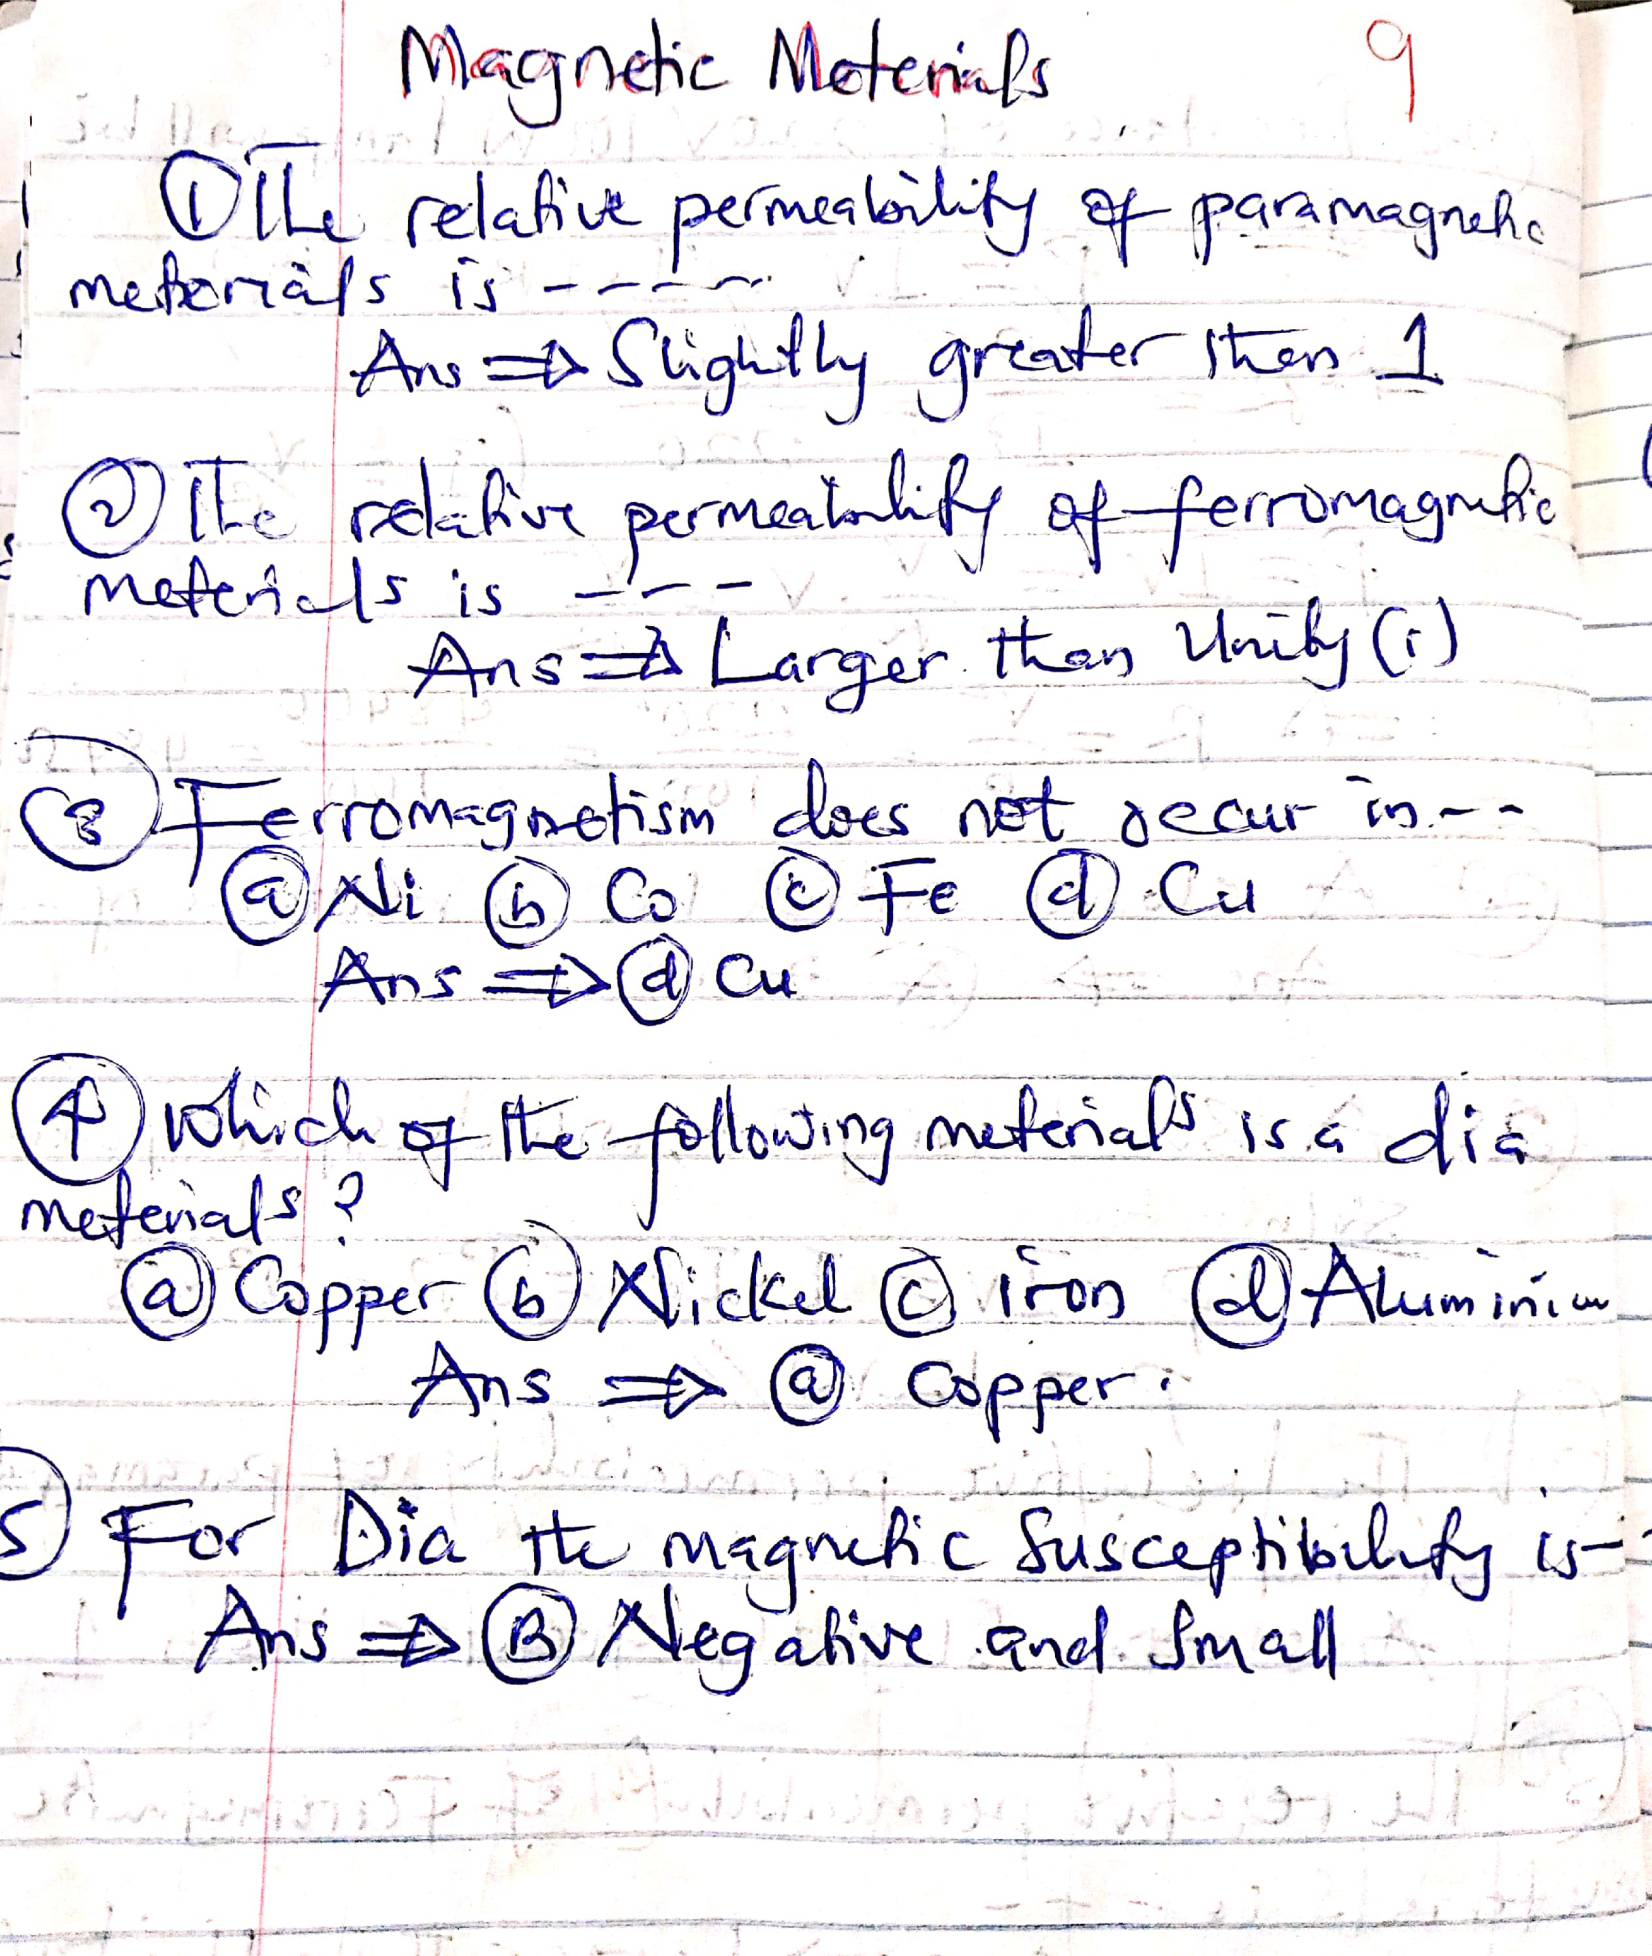 Magnetic Materials 9
① The relative permeability of paramagnetic
meterials is - - - - -
Ans ⇒ Slightly greater than 1
② The relative permeability of ferromagnetic
meterials is - - - -
Ans ⇒ Larger than Unity (1)
③ Ferromagnetism does not occur in - -
ⓐ Ni ⓑ Co ⓒ Fe ⓓ Cu
Ans ⇒ ⓓ Cu
④ which of the following meterials is a dia
meterials?
ⓐ Copper ⓑ Nickel ⓒ iron ⓓ Aluminium
Ans ⇒ ⓐ Copper.
⑤ For Dia the magnetic Susceptibility is -
Ans ⇒ Ⓑ Negative and Small